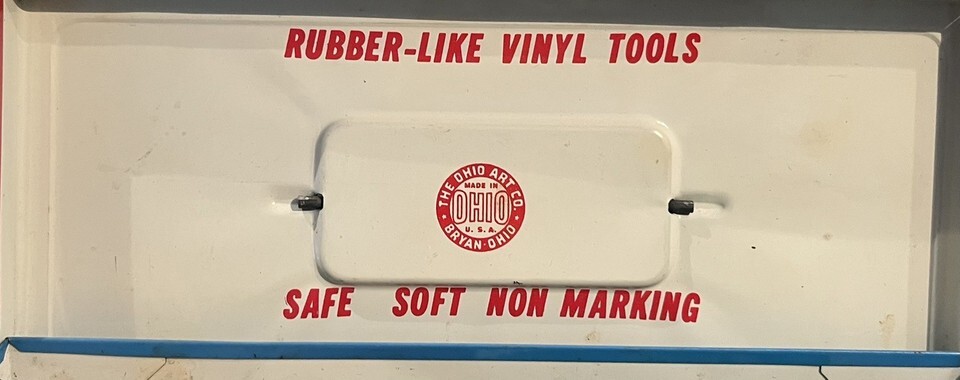 RUBBER-LIKE VINYL TOOLS
THE OHIO ART CO.
MADE IN
OHIO
U. S. A.
BRYAN · OHIO
SAFE SOFT NON MARKING